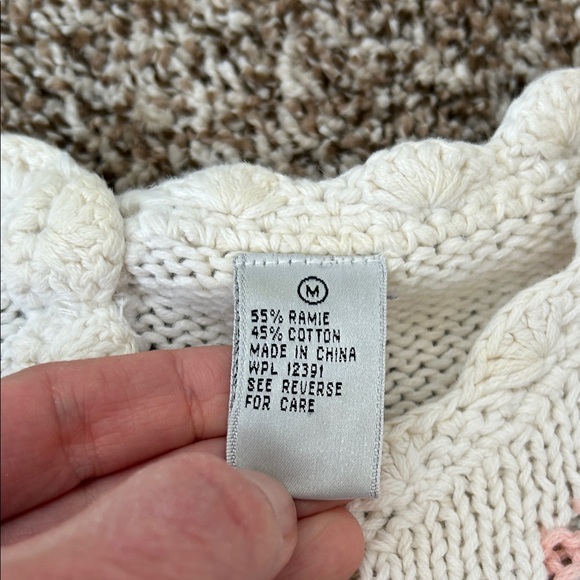 M
55% RAMIE
45% COTTON
MADE IN CHINA
WPL 12391
SEE REVERSE
FOR CARE